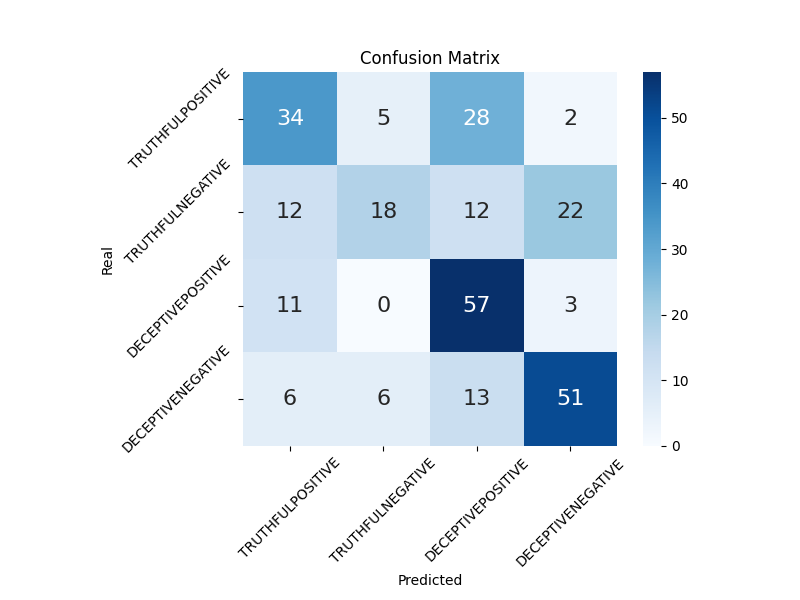 Confusion Matrix
TRUTHFULPOSITIVE
34 5 28 2
TRUTHFULNEGATIVE
12 18 12 22
DECEPTIVEPOSITIVE
11 0 57 3
DECEPTIVENEGATIVE
6 6 13 51
Real
TRUTHFULPOSITIVE
TRUTHFULNEGATIVE
DECEPTIVEPOSITIVE
DECEPTIVENEGATIVE
Predicted
50
40
30
20
10
0